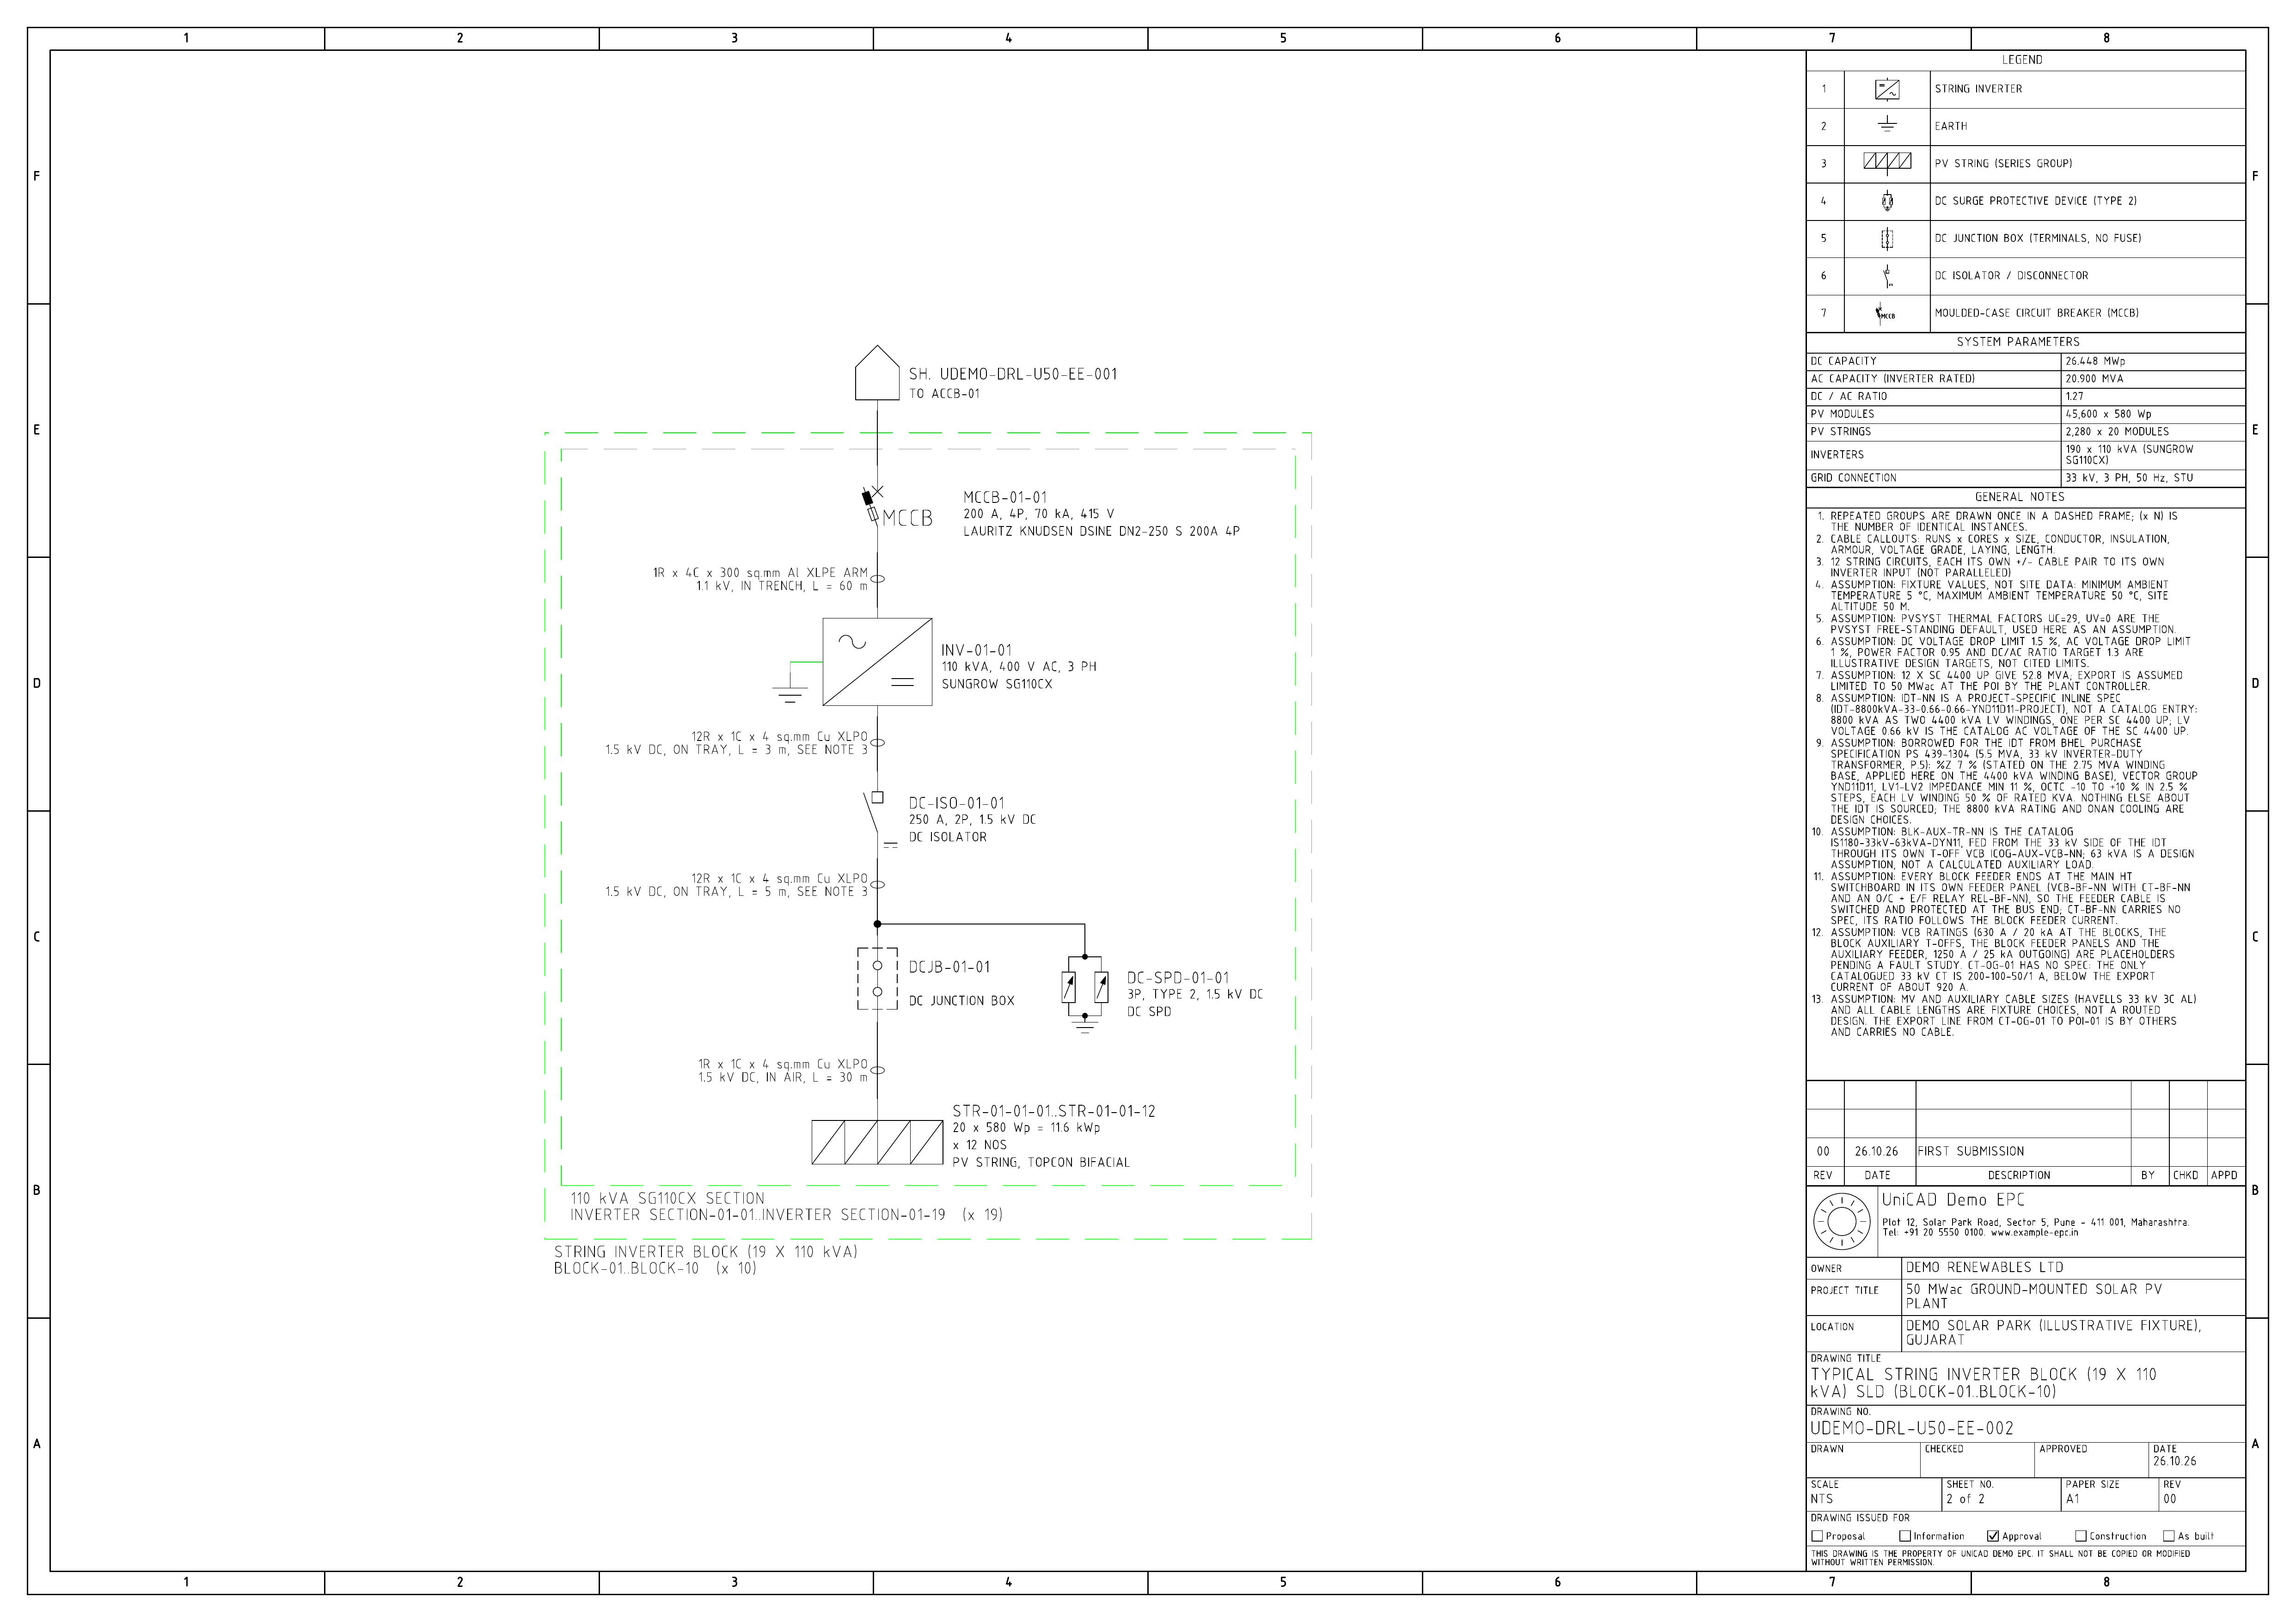 1 2 3 4 5 6 7 8
F
E
D
C
B
A
SH. UDEMO-DRL-U50-EE-001
TO ACCB-01
MCCB
MCCB-01-01
200 A, 4P, 70 kA, 415 V
LAURITZ KNUDSEN DSINE DN2-250 S 200A 4P
1R x 4C x 300 sq.mm Al XLPE ARM
1.1 kV, IN TRENCH, L = 60 m
INV-01-01
110 kVA, 400 V AC, 3 PH
SUNGROW SG110CX
12R x 1C x 4 sq.mm Cu XLPO
1.5 kV DC, ON TRAY, L = 3 m, SEE NOTE 3
DC-ISO-01-01
250 A, 2P, 1.5 kV DC
DC ISOLATOR
12R x 1C x 4 sq.mm Cu XLPO
1.5 kV DC, ON TRAY, L = 5 m, SEE NOTE 3
DCJB-01-01
DC JUNCTION BOX
DC-SPD-01-01
3P, TYPE 2, 1.5 kV DC
DC SPD
1R x 1C x 4 sq.mm Cu XLPO
1.5 kV DC, IN AIR, L = 30 m
STR-01-01-01..STR-01-01-12
20 x 580 Wp = 11.6 kWp
x 12 NOS
PV STRING, TOPCON BIFACIAL
110 kVA SG110CX SECTION
INVERTER SECTION-01-01..INVERTER SECTION-01-19 (x 19)
STRING INVERTER BLOCK (19 X 110 kVA)
BLOCK-01..BLOCK-10 (x 10)
LEGEND
1 STRING INVERTER
2 EARTH
3 PV STRING (SERIES GROUP)
4 DC SURGE PROTECTIVE DEVICE (TYPE 2)
5 DC JUNCTION BOX (TERMINALS, NO FUSE)
6 DC ISOLATOR / DISCONNECTOR
7 MCCB MOULDED-CASE CIRCUIT BREAKER (MCCB)
SYSTEM PARAMETERS
DC CAPACITY 26.448 MWp
AC CAPACITY (INVERTER RATED) 20.900 MVA
DC / AC RATIO 1.27
PV MODULES 45,600 x 580 Wp
PV STRINGS 2,280 x 20 MODULES
INVERTERS 190 x 110 kVA (SUNGROW
SG110CX)
GRID CONNECTION 33 kV, 3 PH, 50 Hz, STU
GENERAL NOTES
1. REPEATED GROUPS ARE DRAWN ONCE IN A DASHED FRAME; (x N) IS
THE NUMBER OF IDENTICAL INSTANCES.
2. CABLE CALLOUTS: RUNS x CORES x SIZE, CONDUCTOR, INSULATION,
ARMOUR, VOLTAGE GRADE, LAYING, LENGTH.
3. 12 STRING CIRCUITS, EACH ITS OWN +/- CABLE PAIR TO ITS OWN
INVERTER INPUT (NOT PARALLELED)
4. ASSUMPTION: FIXTURE VALUES, NOT SITE DATA: MINIMUM AMBIENT
TEMPERATURE 5 °C, MAXIMUM AMBIENT TEMPERATURE 50 °C, SITE
ALTITUDE 50 M.
5. ASSUMPTION: PVSYST THERMAL FACTORS UC=29, UV=0 ARE THE
PVSYST FREE-STANDING DEFAULT, USED HERE AS AN ASSUMPTION.
6. ASSUMPTION: DC VOLTAGE DROP LIMIT 1.5 %, AC VOLTAGE DROP LIMIT
1 %, POWER FACTOR 0.95 AND DC/AC RATIO TARGET 1.3 ARE
ILLUSTRATIVE DESIGN TARGETS, NOT CITED LIMITS.
7. ASSUMPTION: 12 X SC 4400 UP GIVE 52.8 MVA; EXPORT IS ASSUMED
LIMITED TO 50 MWac AT THE POI BY THE PLANT CONTROLLER.
8. ASSUMPTION: IDT-NN IS A PROJECT-SPECIFIC INLINE SPEC
(IDT-8800kVA-33-0.66-0.66-YND11D11-PROJECT), NOT A CATALOG ENTRY:
8800 kVA AS TWO 4400 kVA LV WINDINGS, ONE PER SC 4400 UP; LV
VOLTAGE 0.66 kV IS THE CATALOG AC VOLTAGE OF THE SC 4400 UP.
9. ASSUMPTION: BORROWED FOR THE IDT FROM BHEL PURCHASE
SPECIFICATION PS 439-1304 (5.5 MVA, 33 kV INVERTER-DUTY
TRANSFORMER, P.5): %Z 7 % (STATED ON THE 2.75 MVA WINDING
BASE, APPLIED HERE ON THE 4400 kVA WINDING BASE), VECTOR GROUP
YND11D11, LV1-LV2 IMPEDANCE MIN 11 %, OCTC -10 TO +10 % IN 2.5 %
STEPS, EACH LV WINDING 50 % OF RATED KVA. NOTHING ELSE ABOUT
THE IDT IS SOURCED; THE 8800 kVA RATING AND ONAN COOLING ARE
DESIGN CHOICES.
10. ASSUMPTION: BLK-AUX-TR-NN IS THE CATALOG
IS1180-33kV-63kVA-DYN11, FED FROM THE 33 kV SIDE OF THE IDT
THROUGH ITS OWN T-OFF VCB ICOG-AUX-VCB-NN; 63 kVA IS A DESIGN
ASSUMPTION, NOT A CALCULATED AUXILIARY LOAD.
11. ASSUMPTION: EVERY BLOCK FEEDER ENDS AT THE MAIN HT
SWITCHBOARD IN ITS OWN FEEDER PANEL (VCB-BF-NN WITH CT-BF-NN
AND AN O/C + E/F RELAY REL-BF-NN), SO THE FEEDER CABLE IS
SWITCHED AND PROTECTED AT THE BUS END; CT-BF-NN CARRIES NO
SPEC, ITS RATIO FOLLOWS THE BLOCK FEEDER CURRENT.
12. ASSUMPTION: VCB RATINGS (630 A / 20 kA AT THE BLOCKS, THE
BLOCK AUXILIARY T-OFFS, THE BLOCK FEEDER PANELS AND THE
AUXILIARY FEEDER, 1250 A / 25 kA OUTGOING) ARE PLACEHOLDERS
PENDING A FAULT STUDY. CT-OG-01 HAS NO SPEC: THE ONLY
CATALOGUED 33 kV CT IS 200-100-50/1 A, BELOW THE EXPORT
CURRENT OF ABOUT 920 A.
13. ASSUMPTION: MV AND AUXILIARY CABLE SIZES (HAVELLS 33 kV 3C AL)
AND ALL CABLE LENGTHS ARE FIXTURE CHOICES, NOT A ROUTED
DESIGN. THE EXPORT LINE FROM CT-OG-01 TO POI-01 IS BY OTHERS
AND CARRIES NO CABLE.
00 26.10.26 FIRST SUBMISSION
REV DATE DESCRIPTION BY CHKD APPD
UniCAD Demo EPC
Plot 12, Solar Park Road, Sector 5, Pune - 411 001, Maharashtra.
Tel: +91 20 5550 0100. www.example-epc.in
OWNER DEMO RENEWABLES LTD
PROJECT TITLE 50 MWac GROUND-MOUNTED SOLAR PV
PLANT
LOCATION DEMO SOLAR PARK (ILLUSTRATIVE FIXTURE),
GUJARAT
DRAWING TITLE
TYPICAL STRING INVERTER BLOCK (19 X 110
kVA) SLD (BLOCK-01..BLOCK-10)
DRAWING NO.
UDEMO-DRL-U50-EE-002
DRAWN CHECKED APPROVED DATE
26.10.26
SCALE SHEET NO. PAPER SIZE REV
NTS 2 of 2 A1 00
DRAWING ISSUED FOR
Proposal Information Approval Construction As built
THIS DRAWING IS THE PROPERTY OF UNICAD DEMO EPC. IT SHALL NOT BE COPIED OR MODIFIED
WITHOUT WRITTEN PERMISSION.
F
E
D
C
B
A
1 2 3 4 5 6 7 8